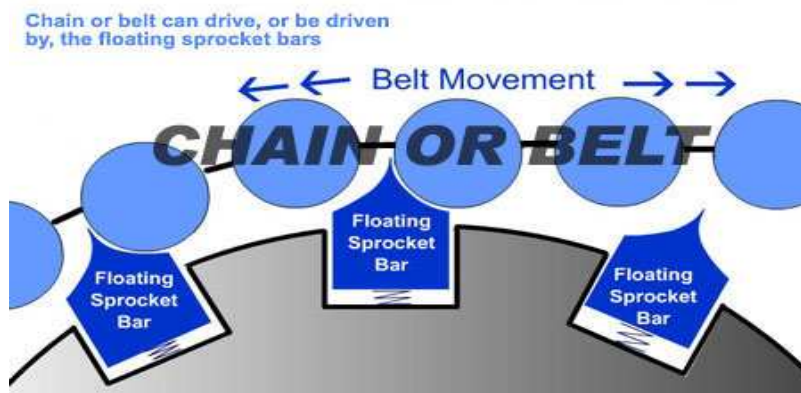 Chain or belt can drive, or be driven
by, the floating sprocket bars
Belt Movement
CHAIN OR BELT
Floating
Sprocket
Bar
Floating
Sprocket
Bar
Floating
Sprocket
Bar